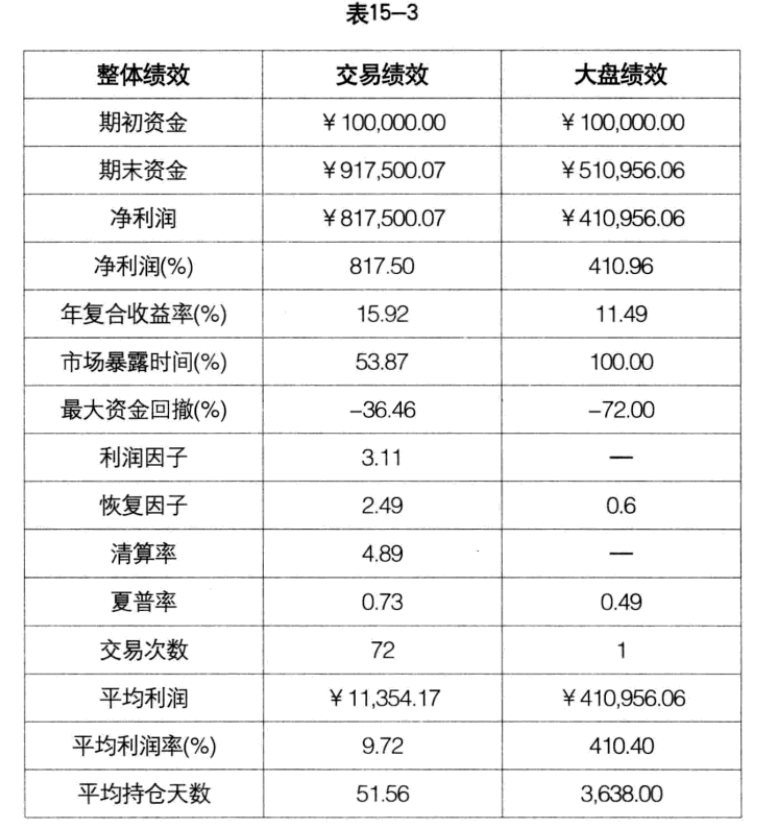 表15—3
整体绩效 交易绩效 大盘绩效
期初资金 ￥100,000.00 ￥100,000.00
期末资金 ￥917,500.07 ￥510,956.06
净利润 ￥817,500.07 ￥410,956.06
净利润(%) 817.50 410.96
年复合收益率(%) 15.92 11.49
市场暴露时间(%) 53.87 100.00
最大资金回撤(%) –36.46 –72.00
利润因子 3.11 —
恢复因子 2.49 0.6
清算率 4.89 —
夏普率 0.73 0.49
交易次数 72 1
平均利润 ￥11,354.17 ￥410,956.06
平均利润率(%) 9.72 410.40
平均持仓天数 51.56 3,638.00